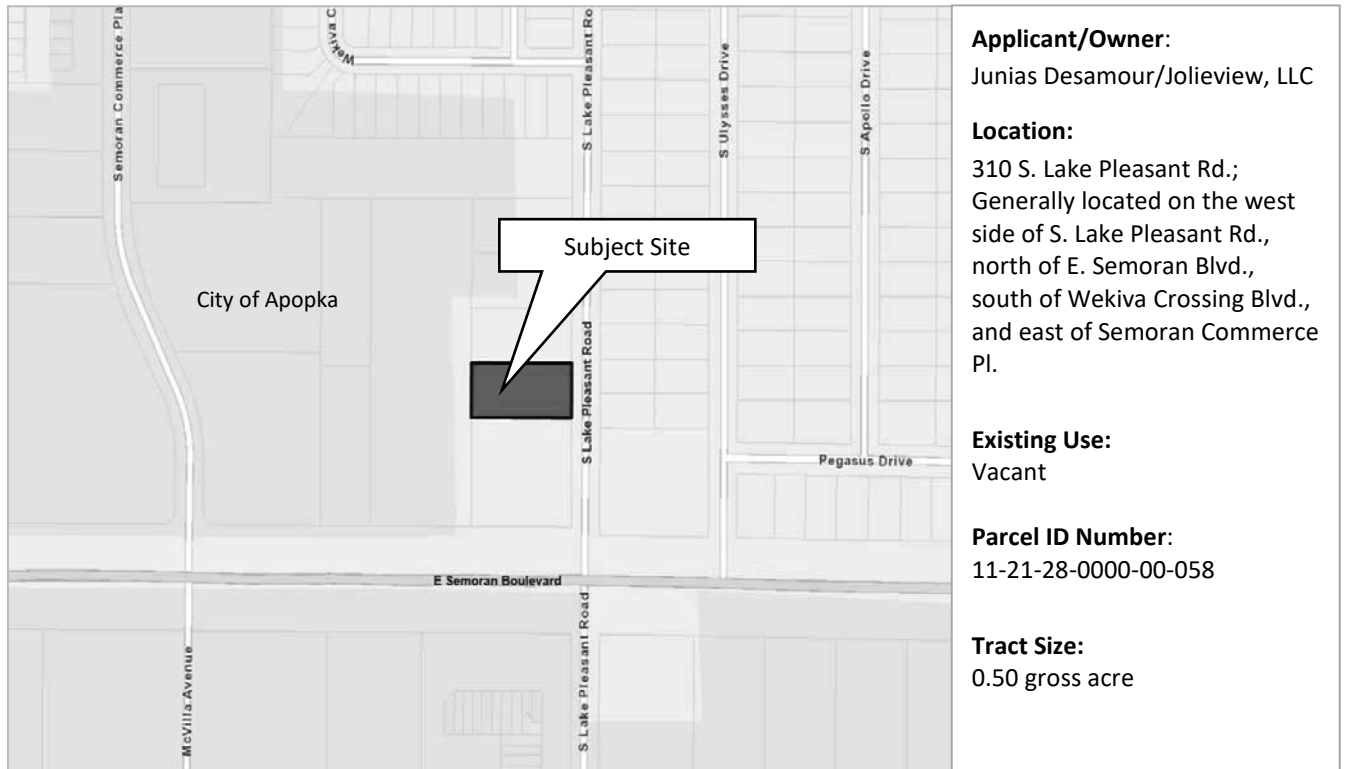 Semoran Commerce Pla
Wekiva C
S Lake Pleasant Ro
S Ulysses Drive
S Apollo Drive
Subject Site
City of Apopka
S Lake Pleasant Road
Pegasus Drive
E Semoran Boulevard
McVilla Avenue
S Lake Pleasant Road
Applicant/Owner:
Junias Desamour/Jolieview, LLC
Location:
310 S. Lake Pleasant Rd.;
Generally located on the west
side of S. Lake Pleasant Rd.,
north of E. Semoran Blvd.,
south of Wekiva Crossing Blvd.,
and east of Semoran Commerce
Pl.
Existing Use:
Vacant
Parcel ID Number:
11-21-28-0000-00-058
Tract Size:
0.50 gross acre